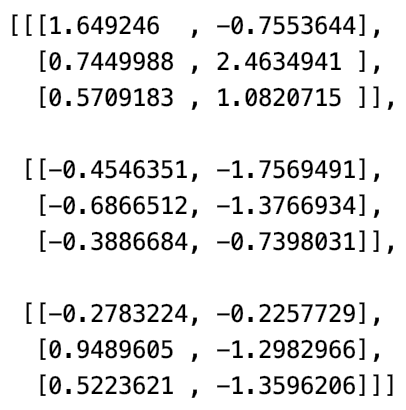 [[[1.649246  , -0.7553644],
  [0.7449988 , 2.4634941 ],
  [0.5709183 , 1.0820715 ]],

 [[-0.4546351, -1.7569491],
  [-0.6866512, -1.3766934],
  [-0.3886684, -0.7398031]],

 [[-0.2783224, -0.2257729],
  [0.9489605 , -1.2982966],
  [0.5223621 , -1.3596206]]]